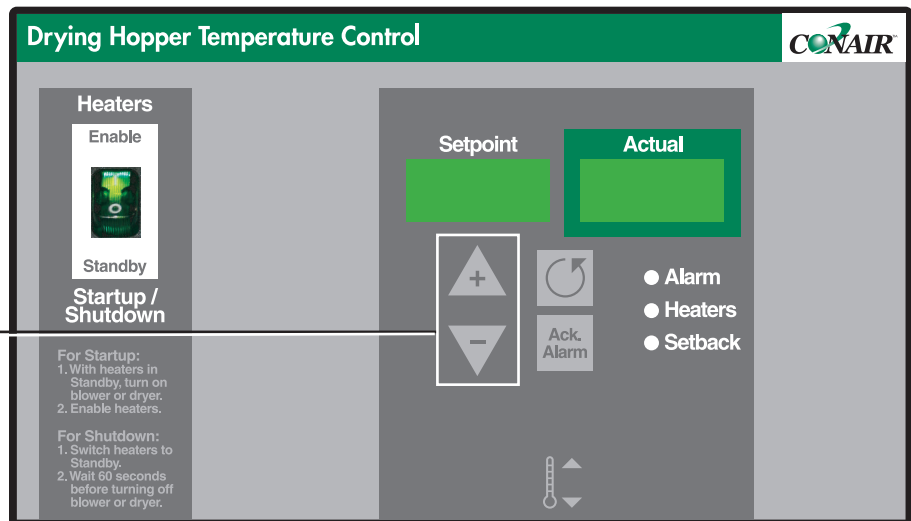 Drying Hopper Temperature Control
CONAIR
Heaters
Enable
Standby
Startup /
Shutdown
For Startup:
1. With heaters in
Standby, turn on
blower or dryer.
2. Enable heaters.
For Shutdown:
1. Switch heaters to
Standby.
2. Wait 60 seconds
before turning off
blower or dryer.
Setpoint
Actual
+
−
Ack.
Alarm
Alarm
Heaters
Setback